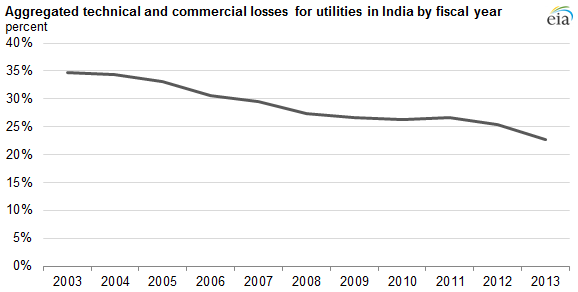 Aggregated technical and commercial losses for utilities in India by fiscal year
percent
eia
40%
35%
30%
25%
20%
15%
10%
5%
0%
2003 2004 2005 2006 2007 2008 2009 2010 2011 2012 2013